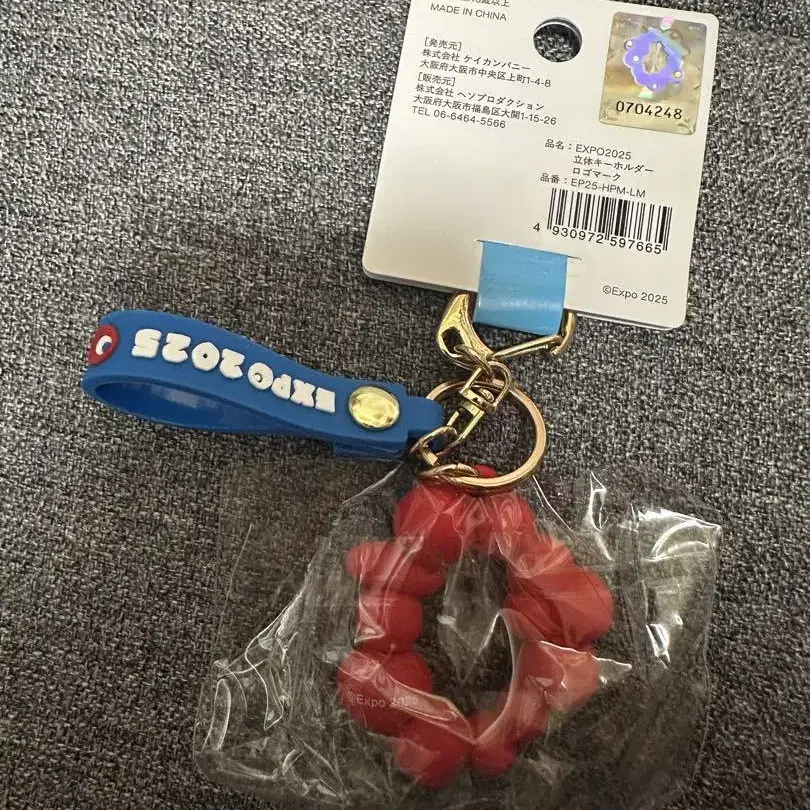 以上
MADE IN CHINA
[発売元]
株式会社 ケイカンパニー
大阪府大阪市中央区上町1-4-8
[販売元]
株式会社 ヘソプロダクション
大阪府大阪市福島区大開1-15-26
TEL 06-6464-5566
0704248
品名：EXPO2025
立体キーホルダー
ロゴマーク
品番：EP25-HPM-LM
4 930972 597665
©Expo 2025
EXPO2025
©Expo 2025